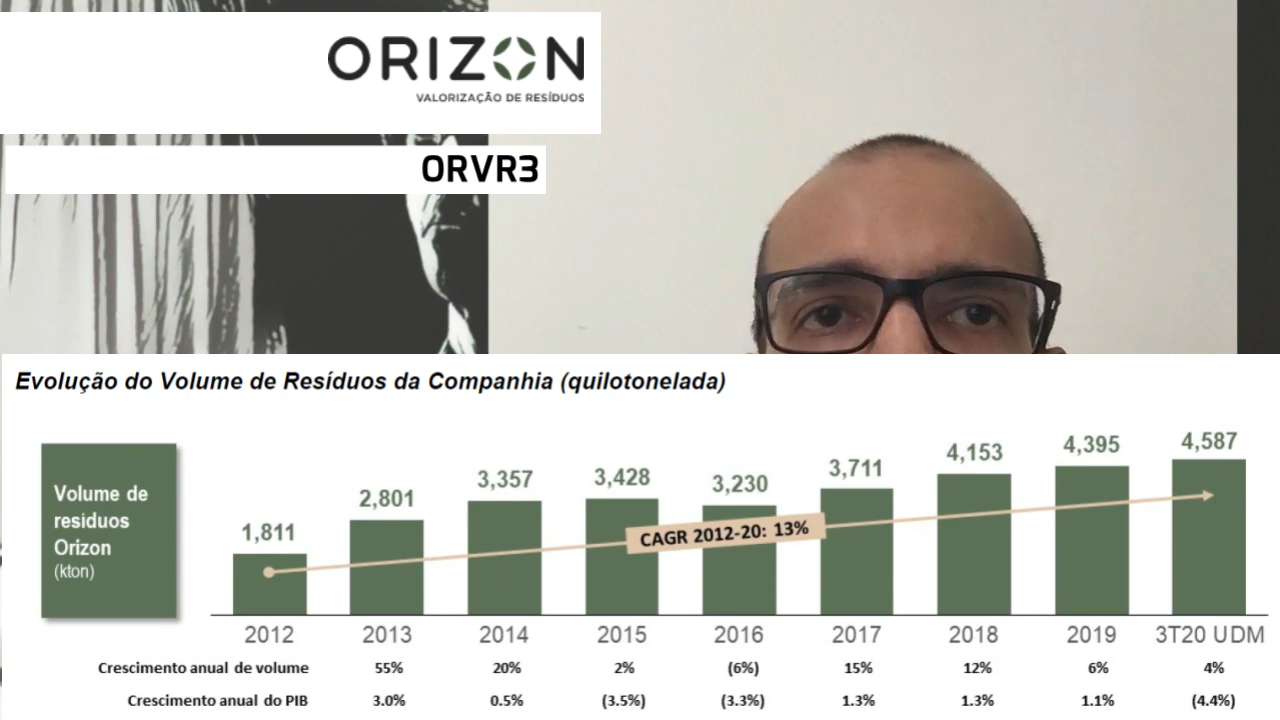 ORIZON
VALORIZAÇÃO DE RESÍDUOS
ORVR3
Evolução do Volume de Resíduos da Companhia (quilotonelada)
Volume de
resíduos
Orizon
(kton)
1,811
2,801
3,357
3,428
3,230
3,711
4,153
4,395
4,587
CAGR 2012-20: 13%
2012 2013 2014 2015 2016 2017 2018 2019 3T20 UDM
Crescimento anual de volume 55% 20% 2% (6%) 15% 12% 6% 4%
Crescimento anual do PIB 3.0% 0.5% (3.5%) (3.3%) 1.3% 1.3% 1.1% (4.4%)